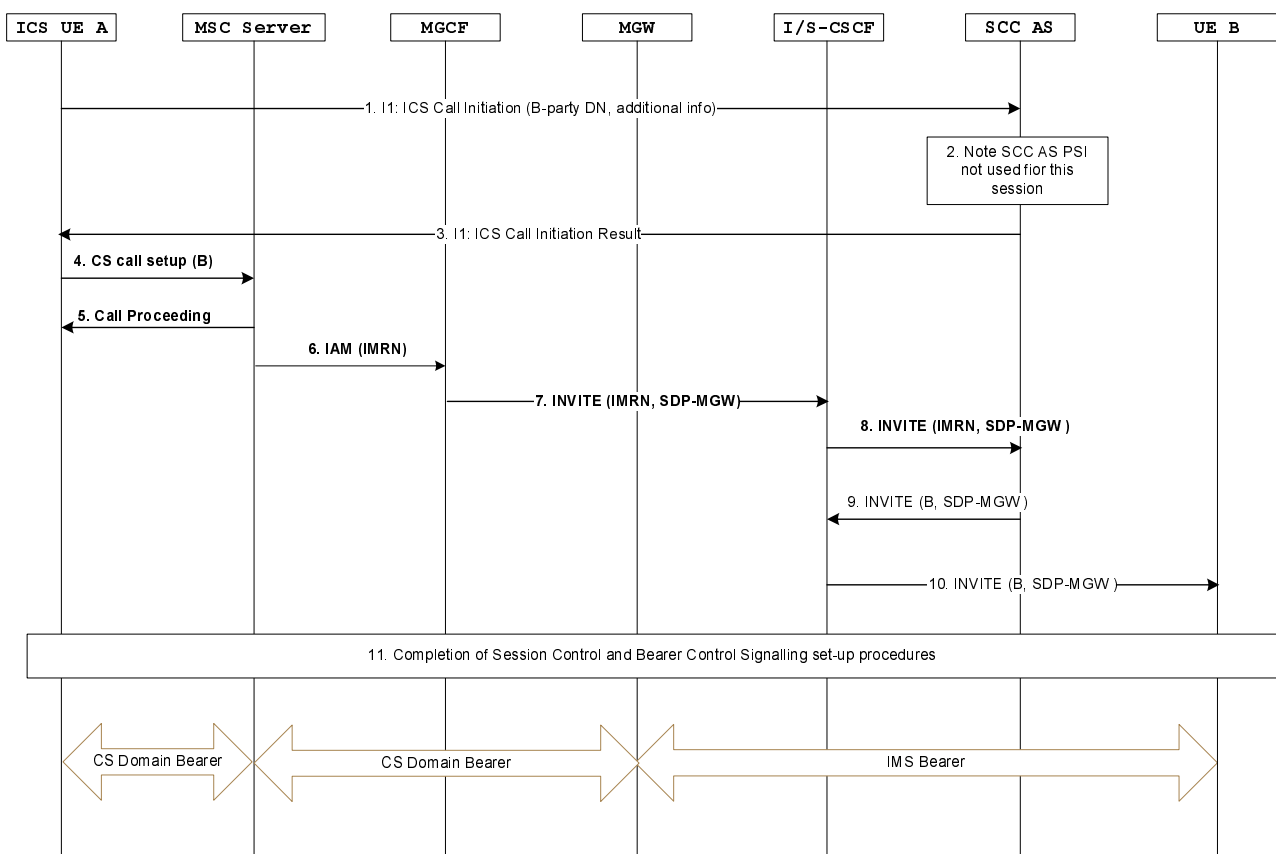 ICS UE A
MSC Server
MGCF
MGW
I/S-CSCF
SCC AS
UE B
1. I1: ICS Call Initiation (B-party DN, additional info)
2. Note SCC AS PSI
not used fior this
session
3. I1: ICS Call Initiation Result
4. CS call setup (B)
5. Call Proceeding
6. IAM (IMRN)
7. INVITE (IMRN, SDP-MGW)
8. INVITE (IMRN, SDP-MGW )
9. INVITE (B, SDP-MGW )
10. INVITE (B, SDP-MGW )
11. Completion of Session Control and Bearer Control Signalling set-up procedures
CS Domain Bearer
CS Domain Bearer
IMS Bearer